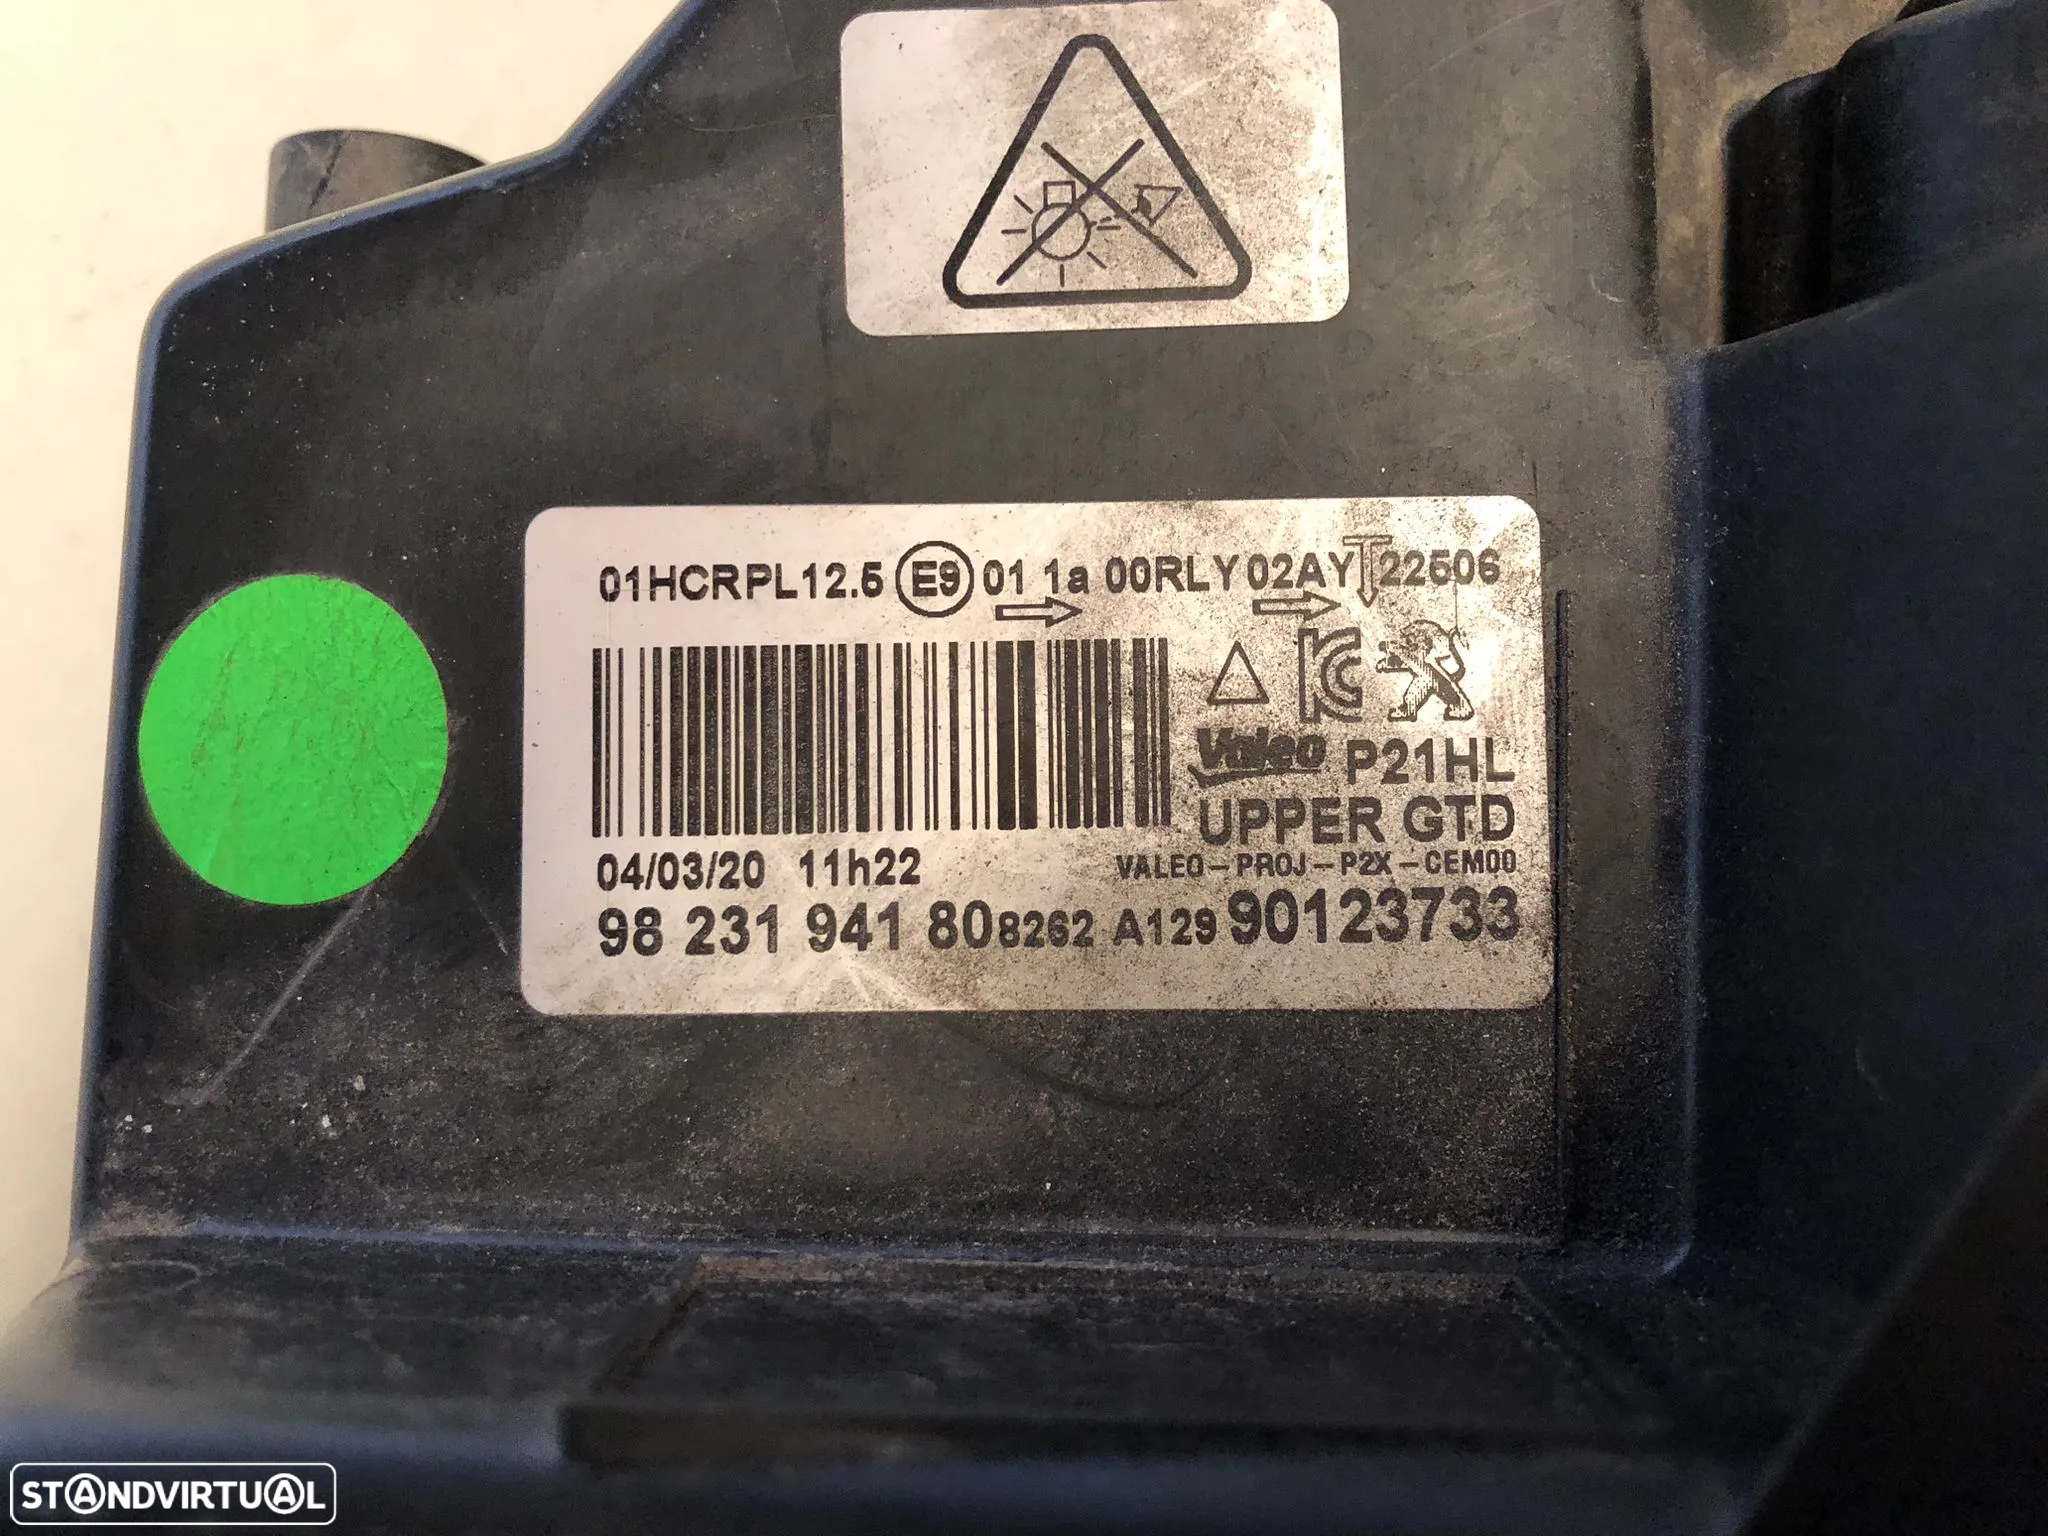 01HCRPL12.5 E9 01 1a 00RLY 02AY T 22506
KC
Valeo P21HL
UPPER GTD
04/03/20 11h22 VALEO-PROJ-P2X-CEM00
98 231 941 80 8262 A129 90123733
STANDVIRTUAL